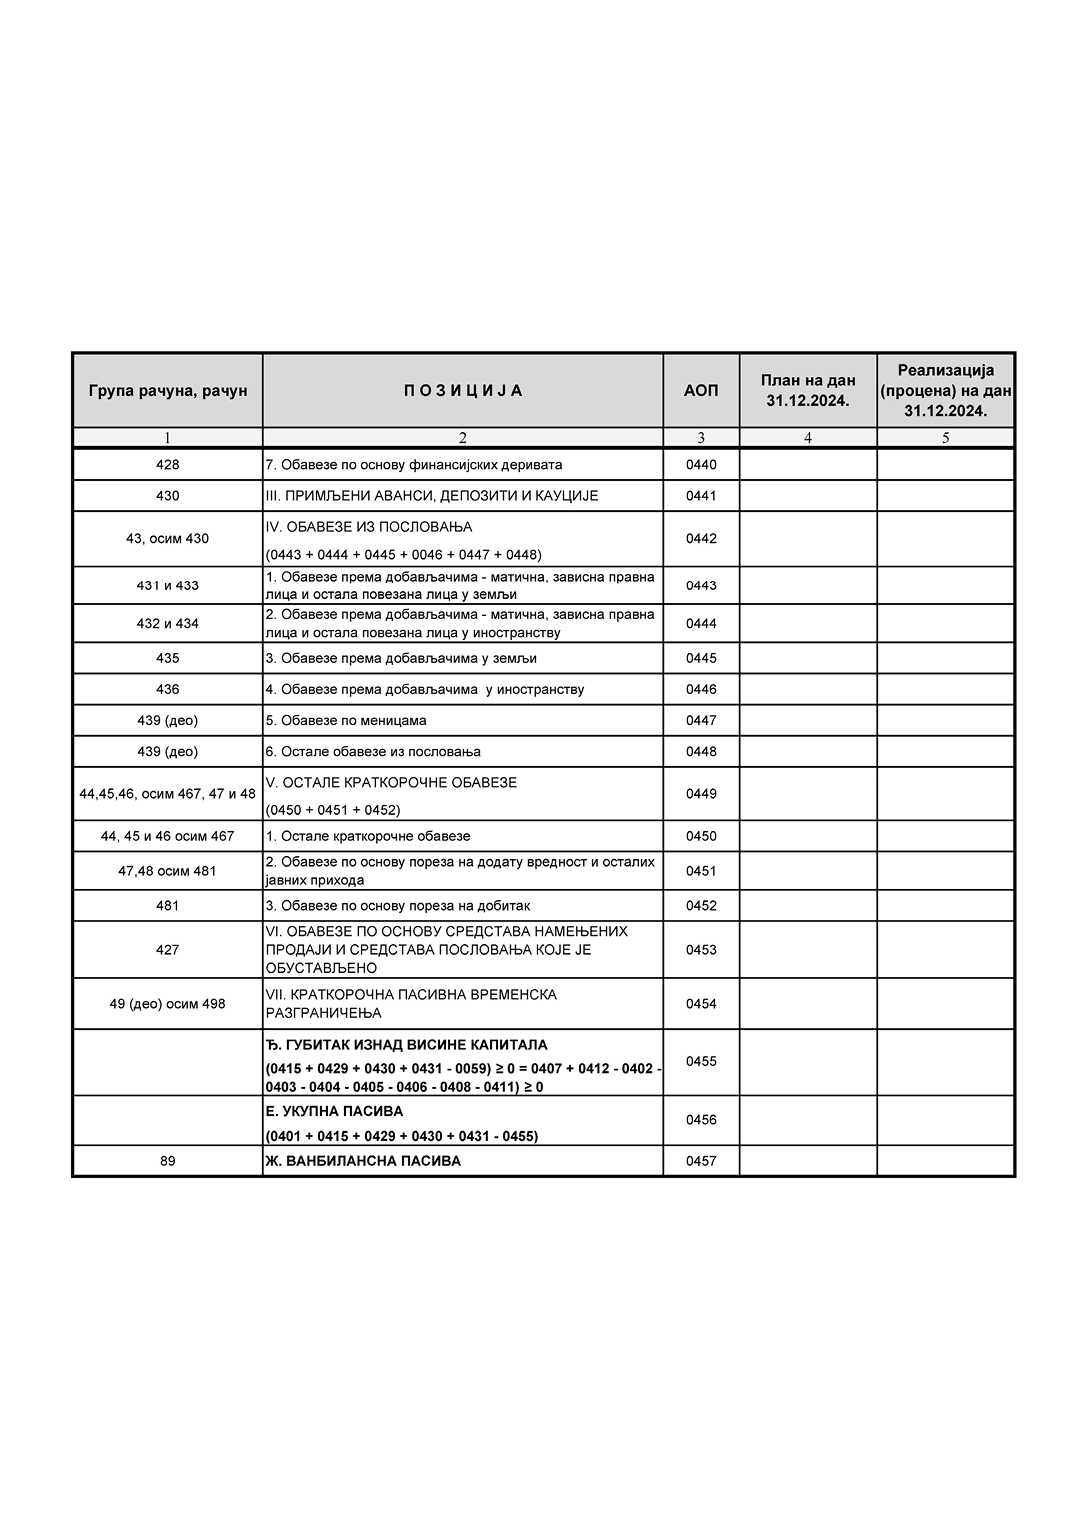 Група рачуна, рачун
П О З И Ц И Ј А
АОП
План на дан
31.12.2024.
Реализација
(процена) на дан
31.12.2024.
1 2 3 4 5
428 7. Обавезе по основу финансијских деривата 0440
430 III. ПРИМЉЕНИ АВАНСИ, ДЕПОЗИТИ И КАУЦИЈЕ 0441
43, осим 430
IV. ОБАВЕЗЕ ИЗ ПОСЛОВАЊА
(0443 + 0444 + 0445 + 0046 + 0447 + 0448)
0442
431 и 433
1. Обавезе према добављачима - матична, зависна правна
лица и остала повезана лица у земљи
0443
432 и 434
2. Обавезе према добављачима - матична, зависна правна
лица и остала повезана лица у иностранству
0444
435 3. Обавезе према добављачима у земљи 0445
436 4. Обавезе према добављачима  у иностранству 0446
439 (део) 5. Обавезе по меницама 0447
439 (део) 6. Остале обавезе из пословања 0448
44,45,46, осим 467, 47 и 48
V. ОСТАЛЕ КРАТКОРОЧНЕ ОБАВЕЗЕ
(0450 + 0451 + 0452)
0449
44, 45 и 46 осим 467 1. Остале краткорочне обавезе 0450
47,48 осим 481
2. Обавезе по основу пореза на додату вредност и осталих
јавних прихода
0451
481 3. Обавезе по основу пореза на добитак 0452
427
VI. ОБАВЕЗЕ ПО ОСНОВУ СРЕДСТАВА НАМЕЊЕНИХ
ПРОДАЈИ И СРЕДСТАВА ПОСЛОВАЊА КОЈЕ ЈЕ
ОБУСТАВЉЕНО
0453
49 (део) осим 498
VII. КРАТКОРОЧНА ПАСИВНА ВРЕМЕНСКА
РАЗГРАНИЧЕЊА
0454
Ђ. ГУБИТАК ИЗНАД ВИСИНЕ КАПИТАЛА
(0415 + 0429 + 0430 + 0431 - 0059) ≥ 0 = 0407 + 0412 - 0402 -
0403 - 0404 - 0405 - 0406 - 0408 - 0411) ≥ 0
0455
Е. УКУПНА ПАСИВА
(0401 + 0415 + 0429 + 0430 + 0431 - 0455)
0456
89 Ж. ВАНБИЛАНСНА ПАСИВА 0457